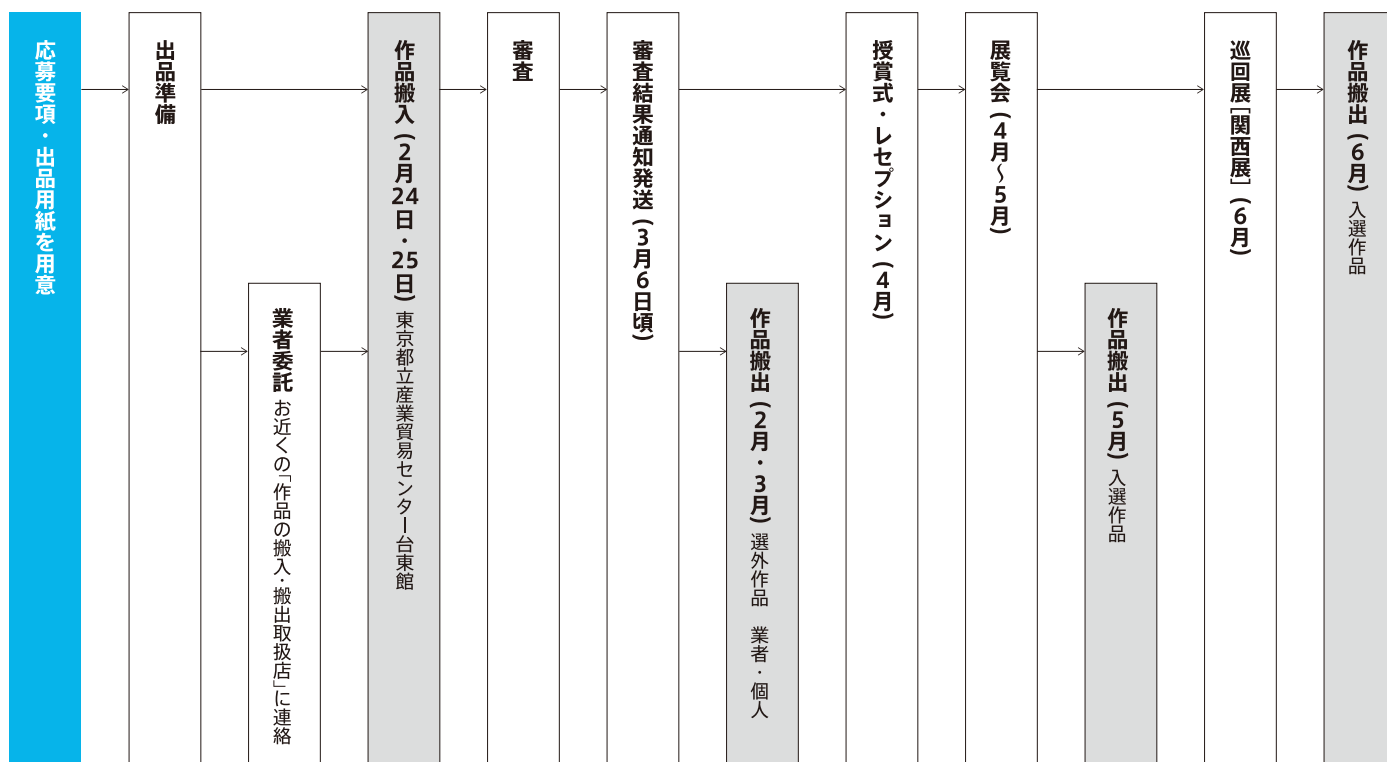 応募要項・出品用紙を用意
出品準備
業者委託 お近くの「作品の搬入・搬出取扱店」に連絡
作品搬入(2月24日・25日) 東京都立産業貿易センター台東館
審査
審査結果通知発送(3月6日頃)
作品搬出(2月・3月) 選外作品　業者・個人
授賞式・レセプション(4月)
展覧会(4月〜5月)
作品搬出(5月) 入選作品
巡回展[関西展](6月)
作品搬出(6月) 入選作品